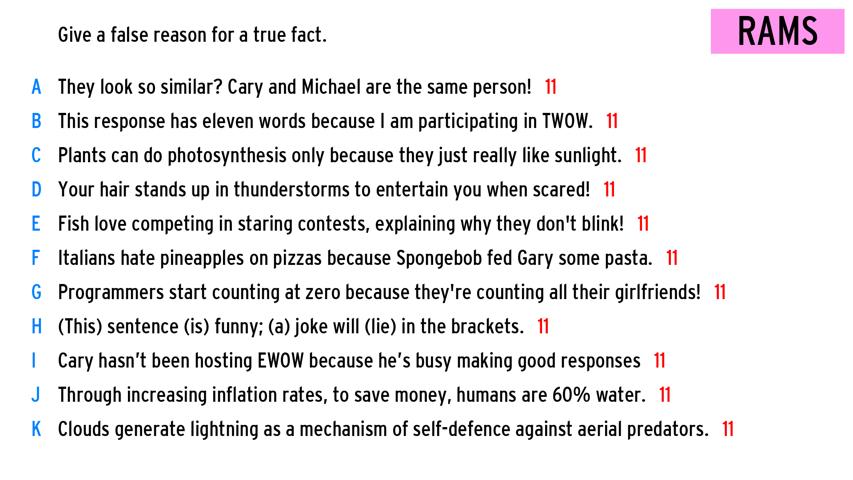 Give a false reason for a true fact.
RAMS
A They look so similar? Cary and Michael are the same person! 11
B This response has eleven words because I am participating in TWOW. 11
C Plants can do photosynthesis only because they just really like sunlight. 11
D Your hair stands up in thunderstorms to entertain you when scared! 11
E Fish love competing in staring contests, explaining why they don't blink! 11
F Italians hate pineapples on pizzas because Spongebob fed Gary some pasta. 11
G Programmers start counting at zero because they're counting all their girlfriends! 11
H (This) sentence (is) funny; (a) joke will (lie) in the brackets. 11
I Cary hasn’t been hosting EWOW because he’s busy making good responses 11
J Through increasing inflation rates, to save money, humans are 60% water. 11
K Clouds generate lightning as a mechanism of self-defence against aerial predators. 11